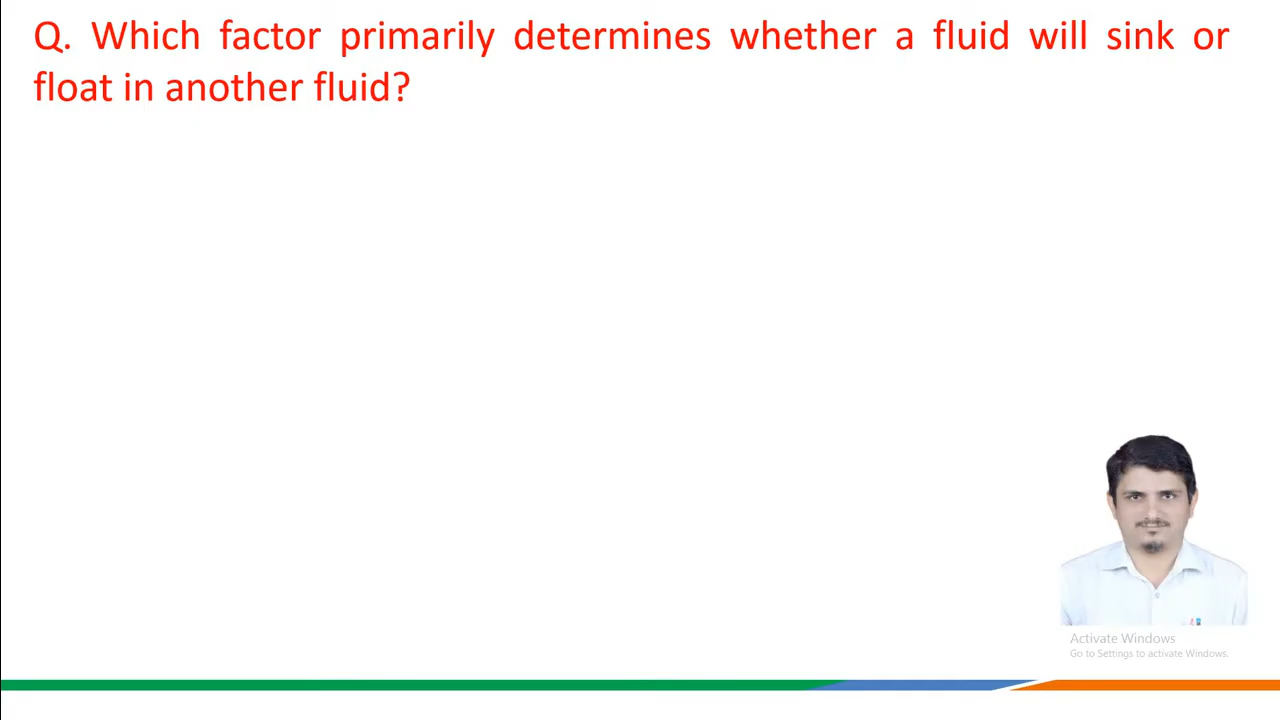 Q. Which factor primarily determines whether a fluid will sink or
float in another fluid?
Activate Windows
Go to Settings to activate Windows.